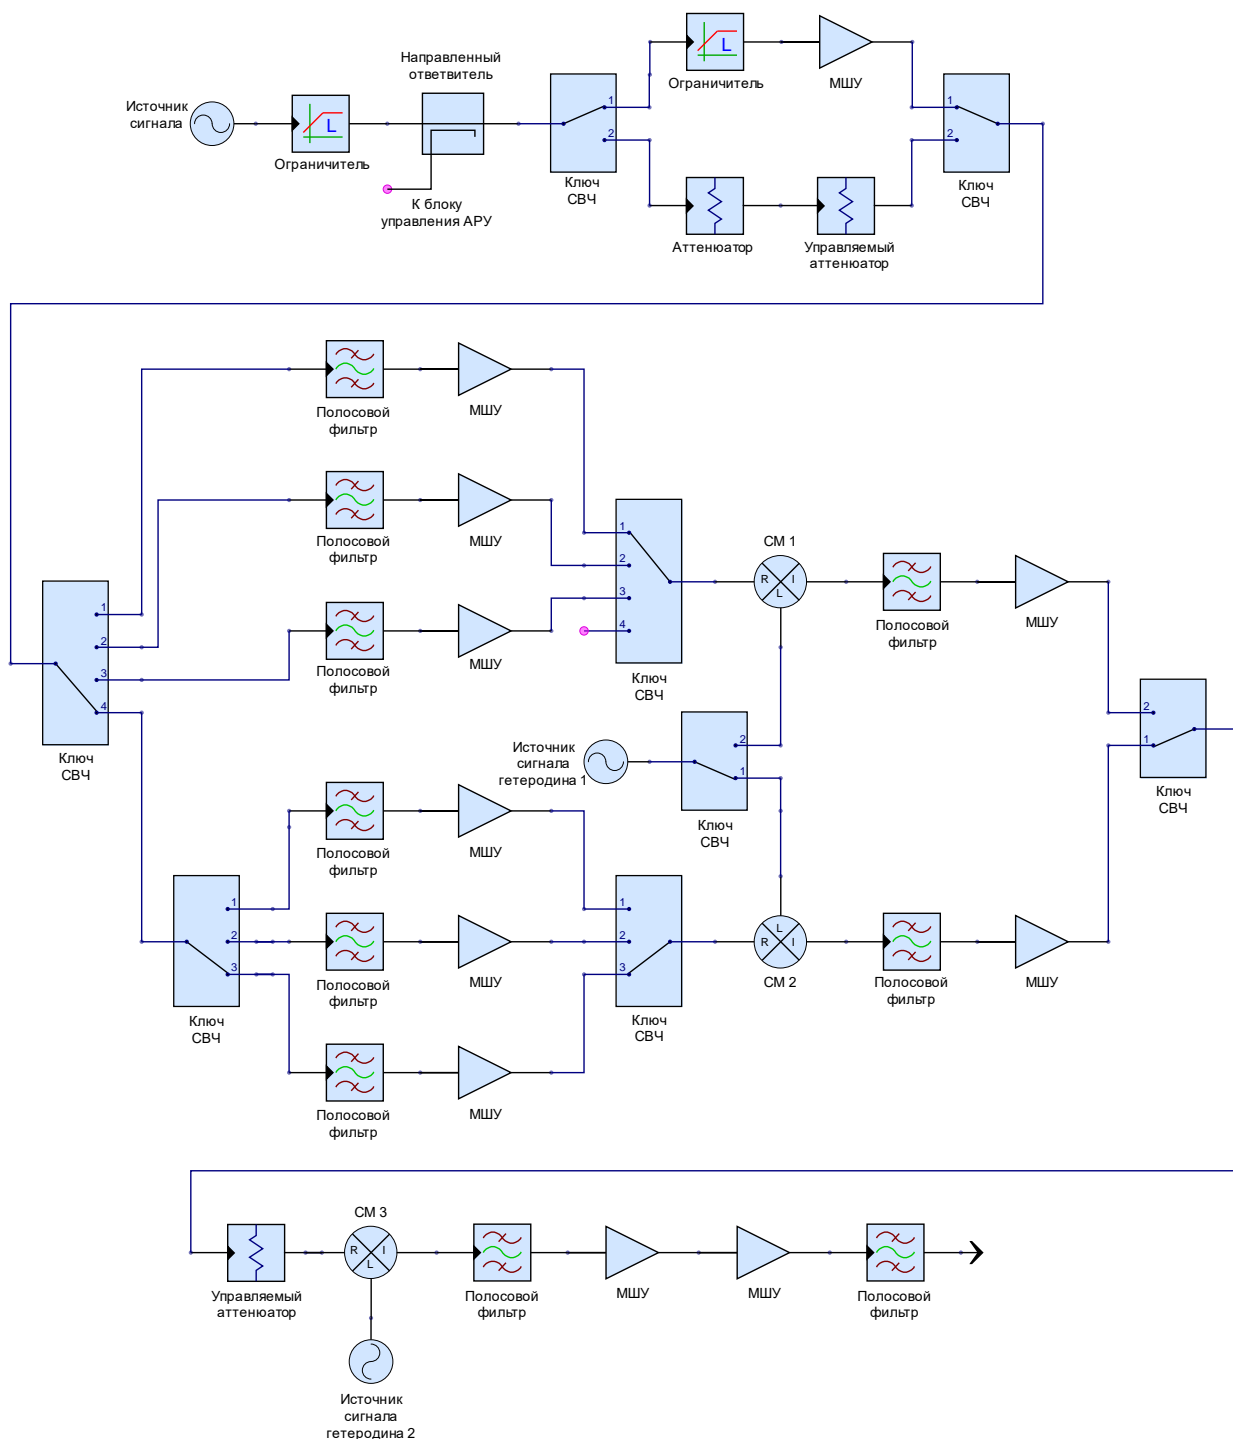 Источник
сигнала
L
Ограничитель
Направленный
ответвитель
К блоку
управления АРУ
1
2
Ключ
СВЧ
L
Ограничитель
МШУ
Аттенюатор
Управляемый
аттенюатор
1
2
Ключ
СВЧ
1
2
3
4
Ключ
СВЧ
Полосовой
фильтр
МШУ
Полосовой
фильтр
МШУ
Полосовой
фильтр
МШУ
1
2
3
4
Ключ
СВЧ
СМ 1
R
I
L
Полосовой
фильтр
МШУ
Источник
сигнала
гетеродина 1
2
1
Ключ
СВЧ
2
1
Ключ
СВЧ
1
2
3
Ключ
СВЧ
Полосовой
фильтр
МШУ
Полосовой
фильтр
МШУ
Полосовой
фильтр
МШУ
1
2
3
Ключ
СВЧ
L
R
I
СМ 2
Полосовой
фильтр
МШУ
Управляемый
аттенюатор
СМ 3
R
I
L
Источник
сигнала
гетеродина 2
Полосовой
фильтр
МШУ
МШУ
Полосовой
фильтр